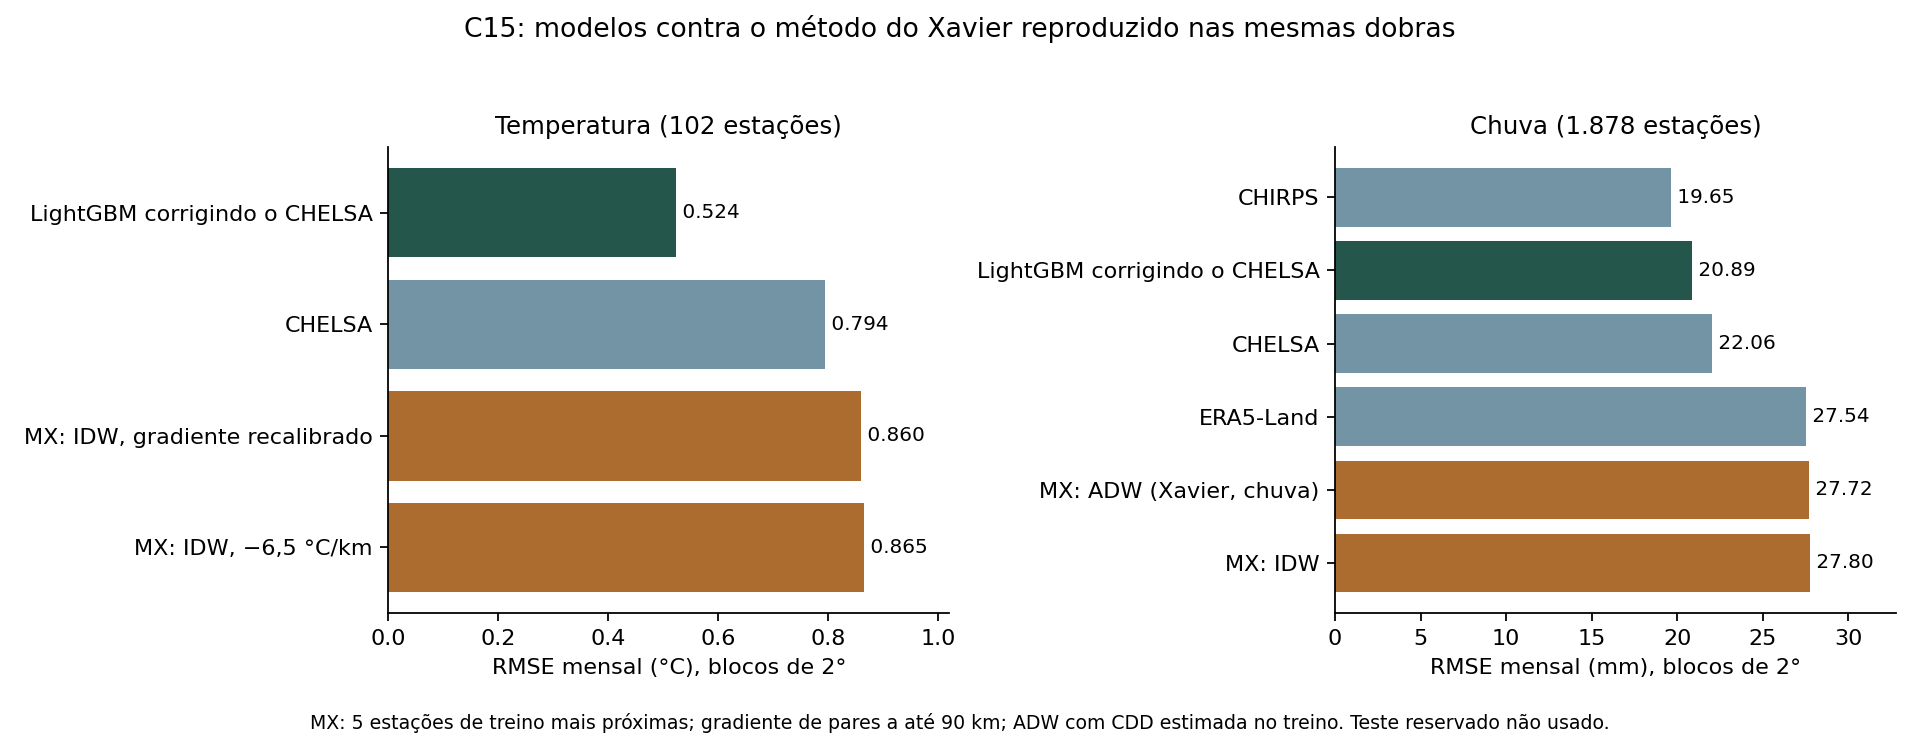 C15: modelos contra o método do Xavier reproduzido nas mesmas dobras
Temperatura (102 estações)
LightGBM corrigindo o CHELSA
0.524
CHELSA
0.794
MX: IDW, gradiente recalibrado
0.860
MX: IDW, −6,5 °C/km
0.865
0.0 0.2 0.4 0.6 0.8 1.0
RMSE mensal (°C), blocos de 2°
Chuva (1.878 estações)
CHIRPS
19.65
LightGBM corrigindo o CHELSA
20.89
CHELSA
22.06
ERA5-Land
27.54
MX: ADW (Xavier, chuva)
27.72
MX: IDW
27.80
0 5 10 15 20 25 30
RMSE mensal (mm), blocos de 2°
MX: 5 estações de treino mais próximas; gradiente de pares a até 90 km; ADW com CDD estimada no treino. Teste reservado não usado.